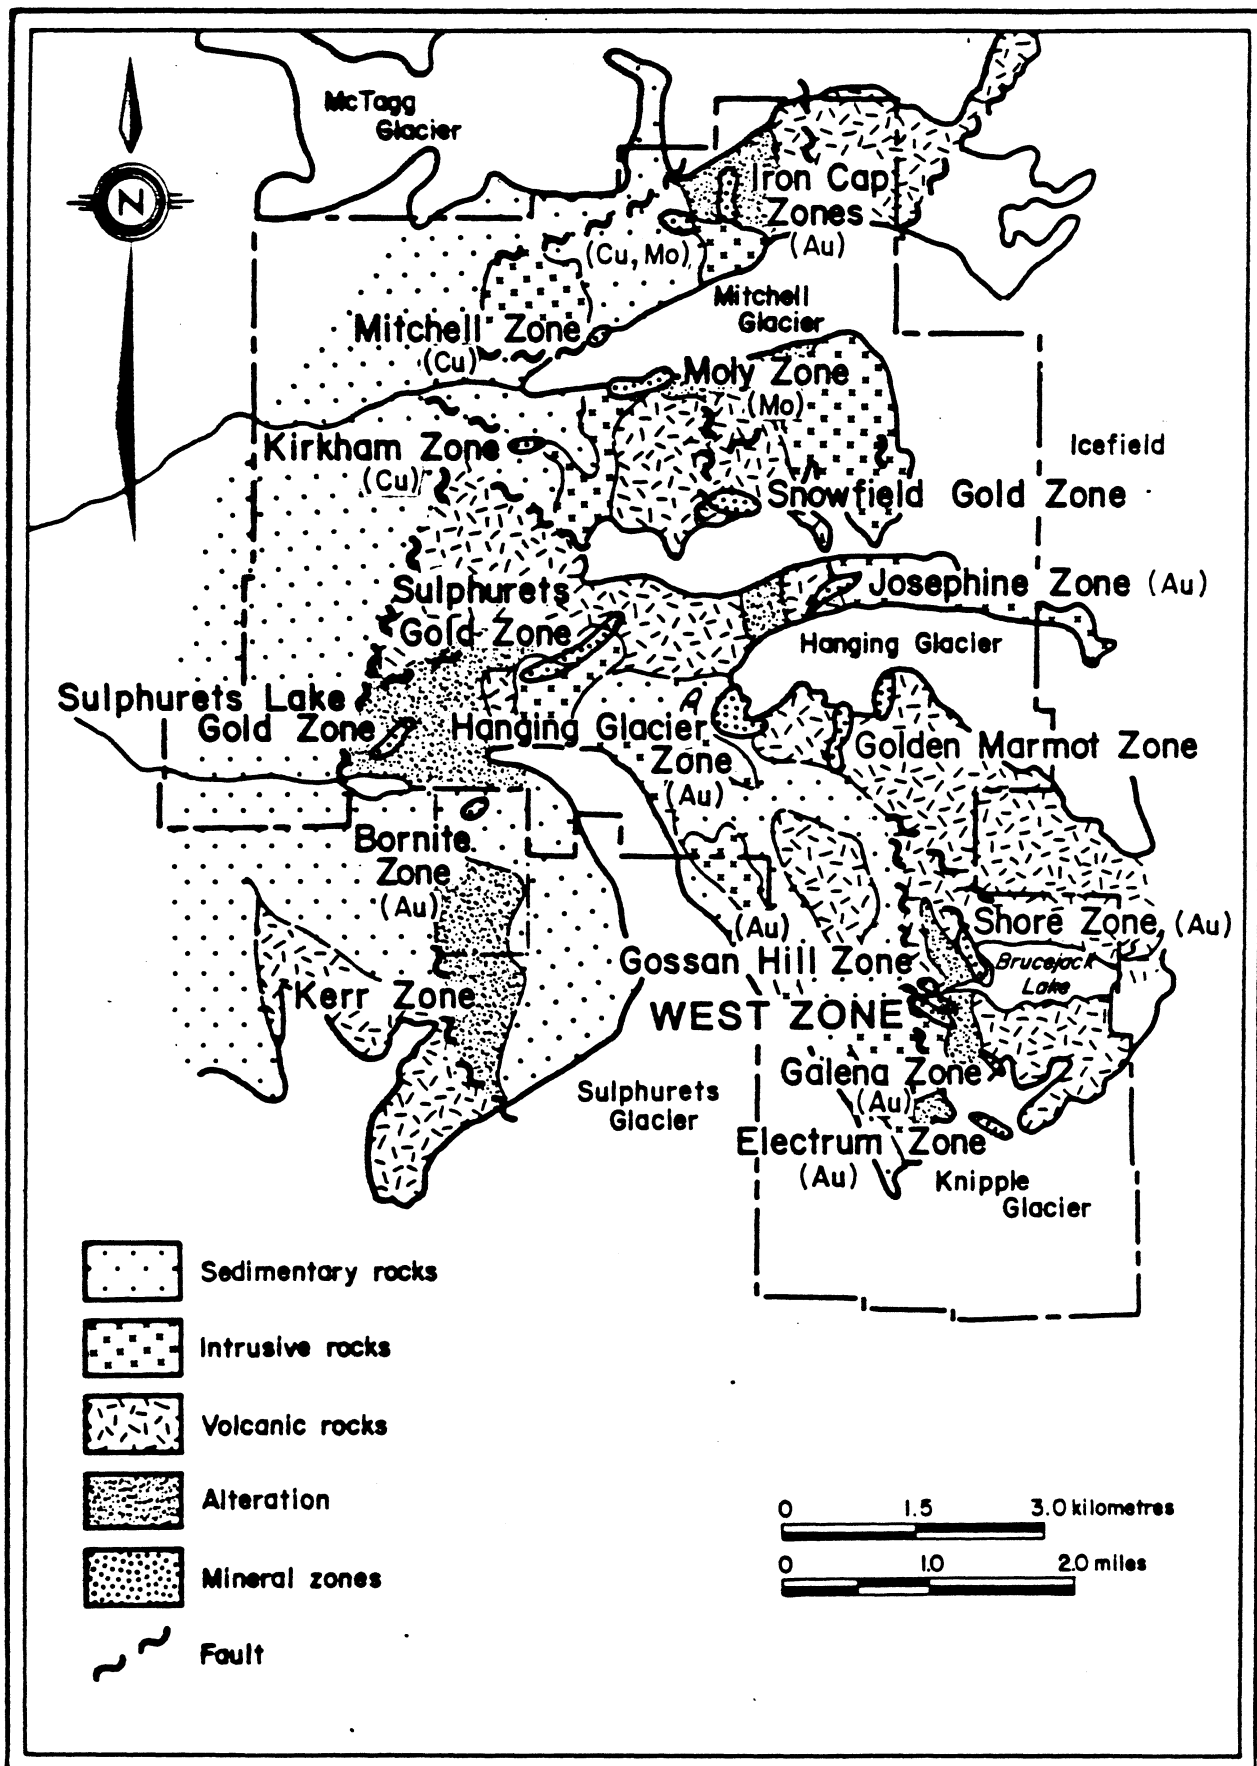 McTagg
Glacier
N
Iron Cap
Zones
(Au)
(Cu, Mo)
Mitchell
Glacier
Mitchell Zone
(Cu)
Moly Zone
(Mo)
Kirkham Zone
(Cu)
Icefield
Snowfield Gold Zone
Sulphurets
Gold Zone
Josephine Zone (Au)
Hanging Glacier
Sulphurets Lake
Gold Zone
Hanging Glacier
Zone
(Au)
Golden Marmot Zone
Bornite
Zone
(Au)
(Au)
Gossan Hill Zone
Shore Zone (Au)
Brucejack
Lake
Kerr Zone
WEST ZONE
Galena Zone
(Au)
Sulphurets
Glacier
Electrum Zone
(Au)
Knipple
Glacier
Sedimentary rocks
Intrusive rocks
Volcanic rocks
Alteration
Mineral zones
Fault
0 1.5 3.0 kilometres
0 1.0 2.0 miles